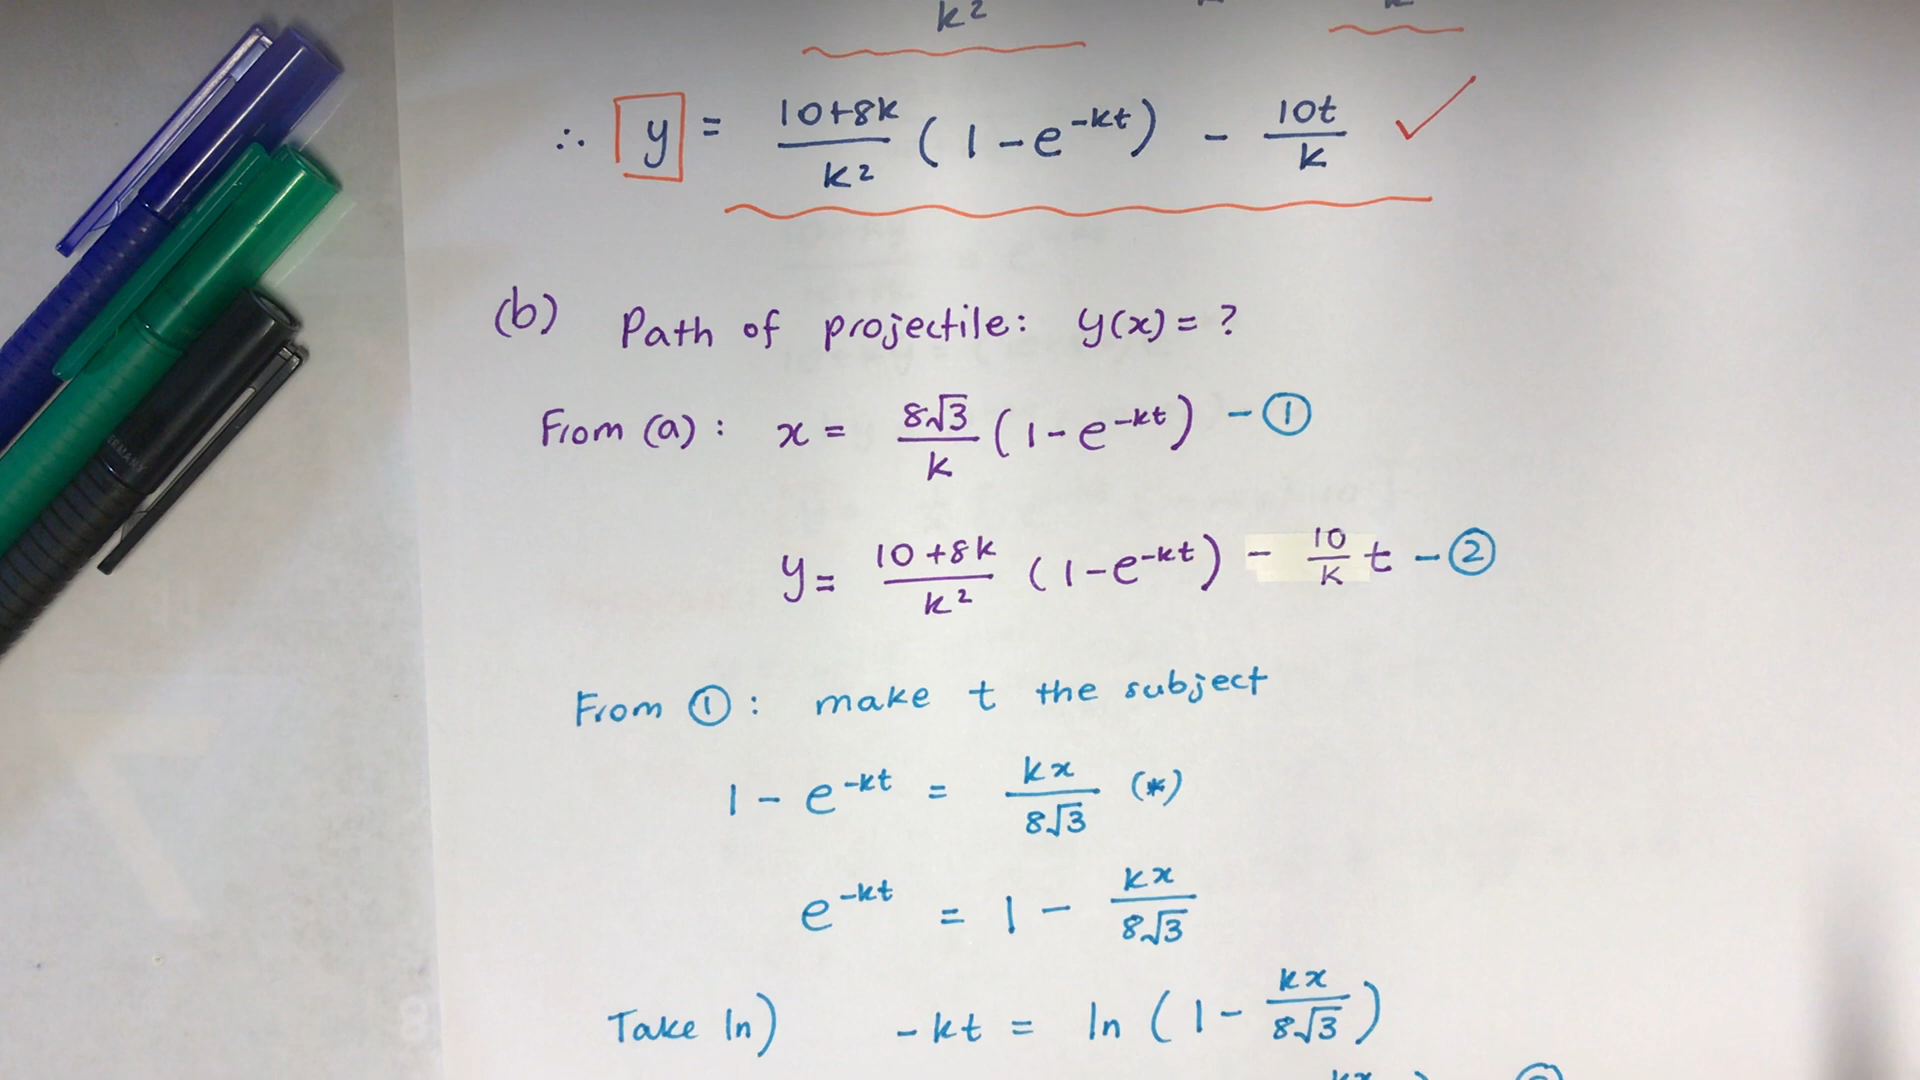 k²
∴ y = 10+8k/k² (1-e^-kt) - 10t/k ✓
(b) Path of projectile: y(x) = ?
From (a): x = 8√3/k (1-e^-kt) - ①
y = 10+8k/k² (1-e^-kt) - 10/k t - ②
From ①: make t the subject
1 - e^-kt = kx/8√3 (*)
e^-kt = 1 - kx/8√3
Take ln) -kt = ln (1 - kx/8√3)
kx